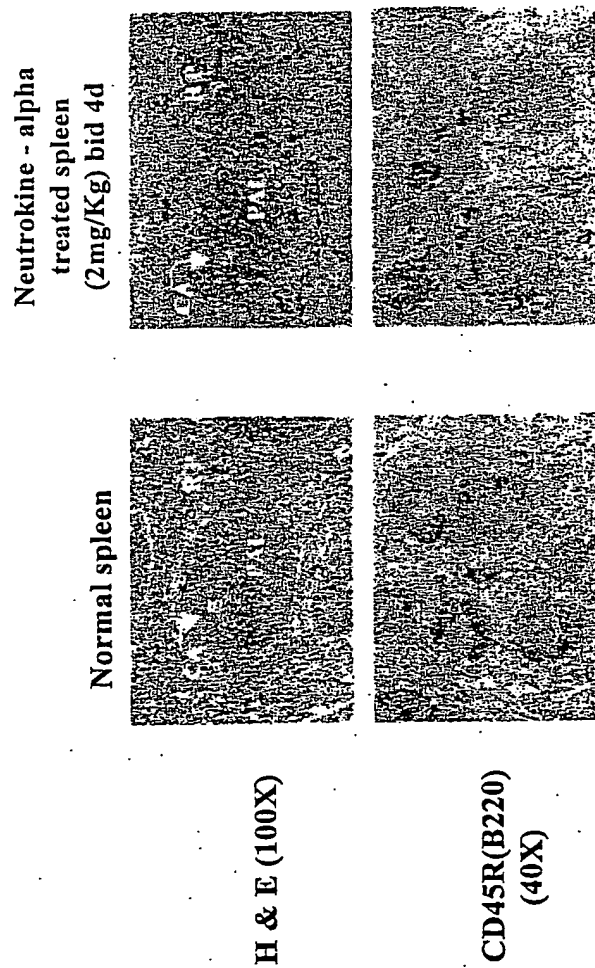 Neutrokine - alpha
treated spleen
(2mg/Kg) bid 4d
Normal spleen
H & E (100X)
CD45R(B220)
(40X)